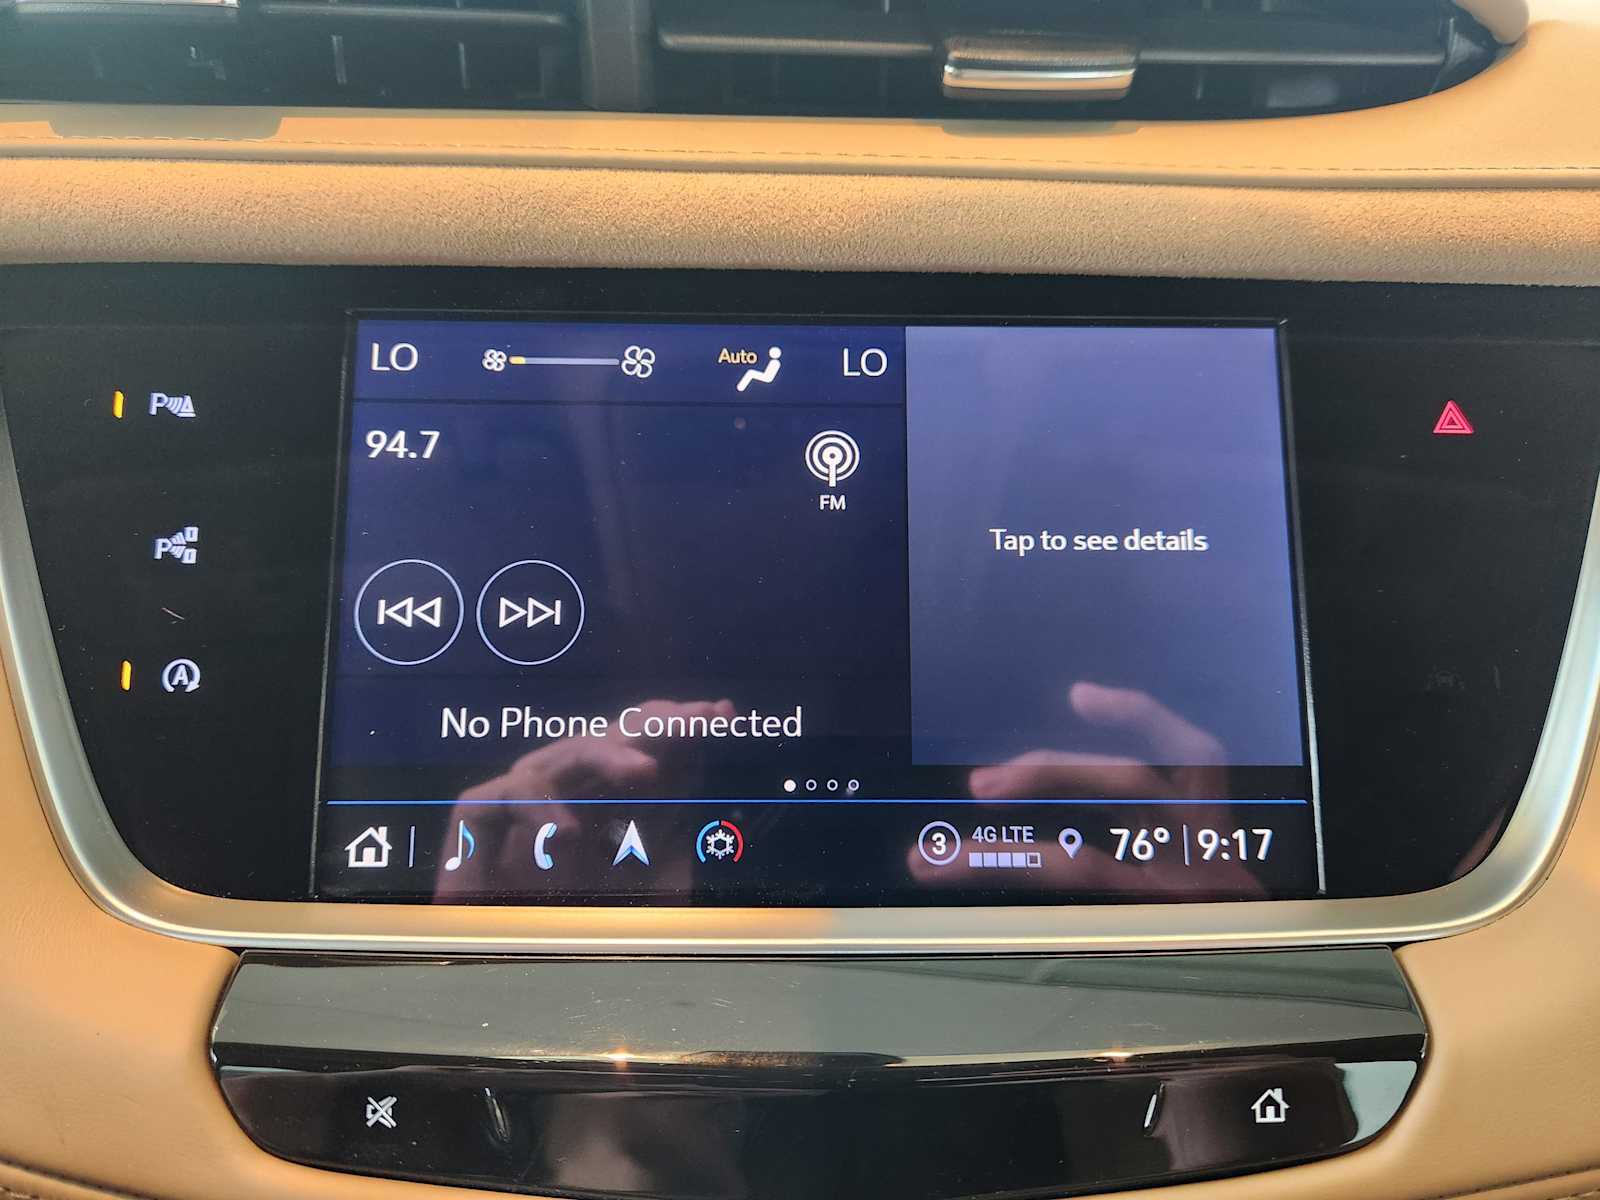 LO
Auto
LO
94.7
FM
Tap to see details
No Phone Connected
3
4G LTE
76° 9:17
P
P
A